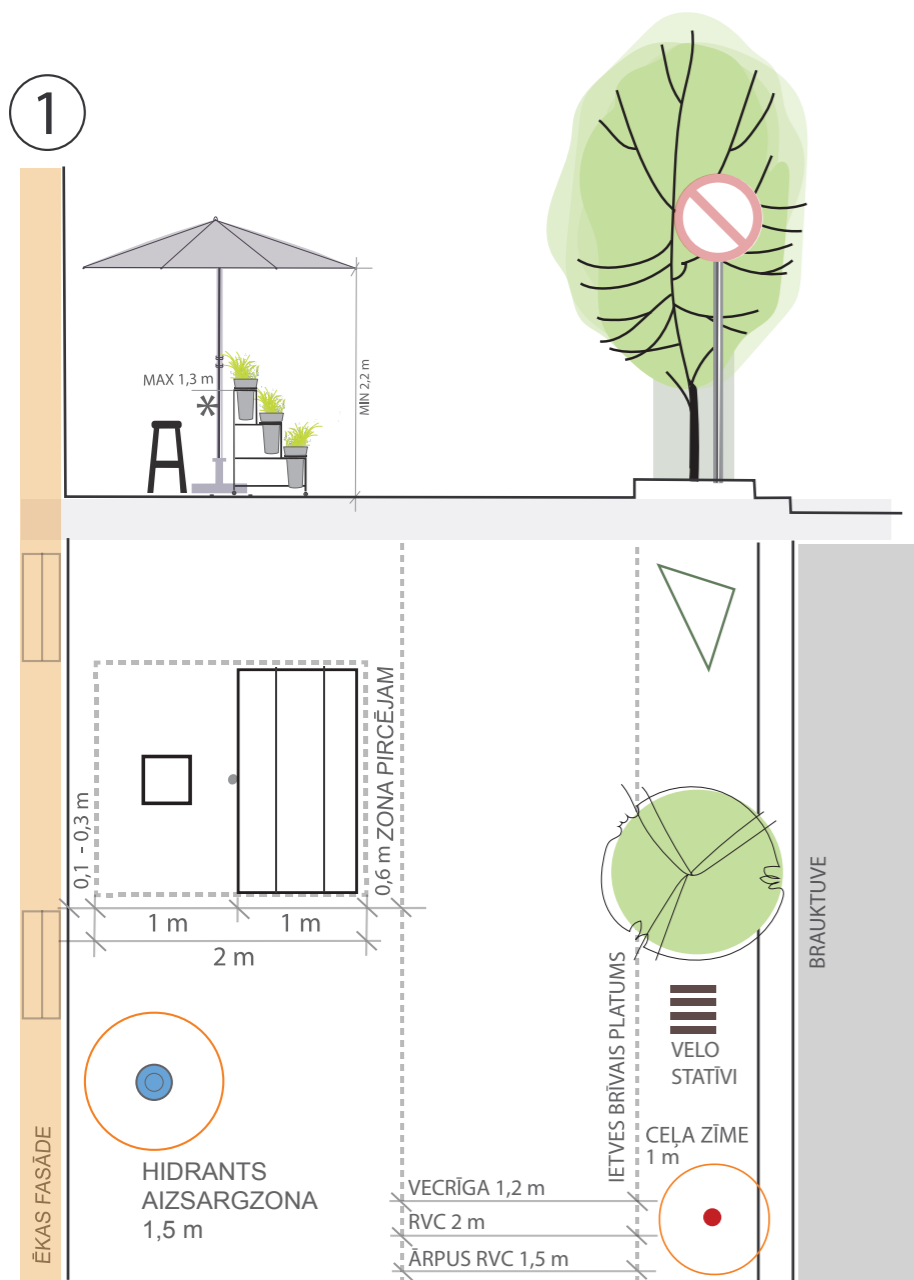 1
MAX 1,3 m
MIN 2,2 m
0,1 - 0,3 m
0,6 m ZONA PIRCĒJAM
1 m
1 m
2 m
BRAUKTUVE
IETVES BRĪVAIS PLATUMS
VELO
STATĪVI
ĒKAS FASĀDE
HIDRANTS
AIZSARGZONA
1,5 m
CEĻA ZĪME
1 m
VECRĪGA 1,2 m
RVC 2 m
ĀRPUS RVC 1,5 m